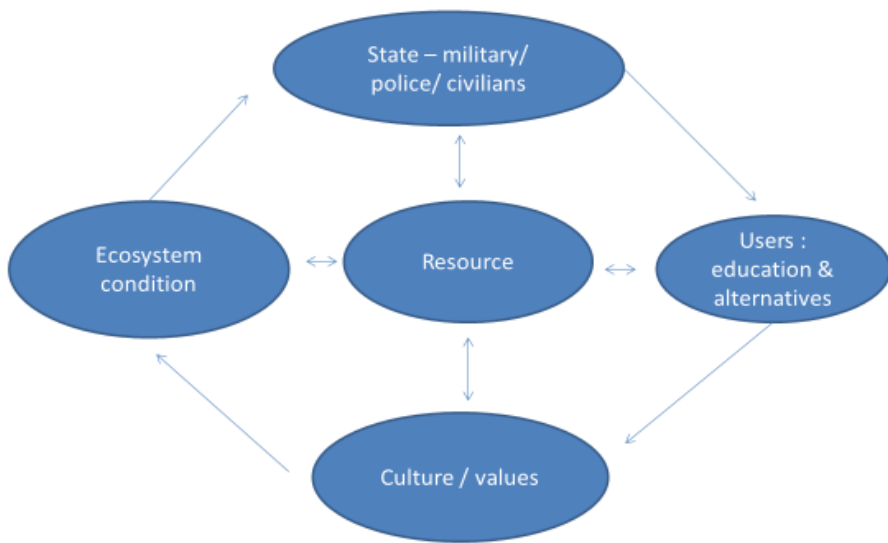 State – military/
police/ civilians
Ecosystem
condition
Resource
Users :
education &
alternatives
Culture / values